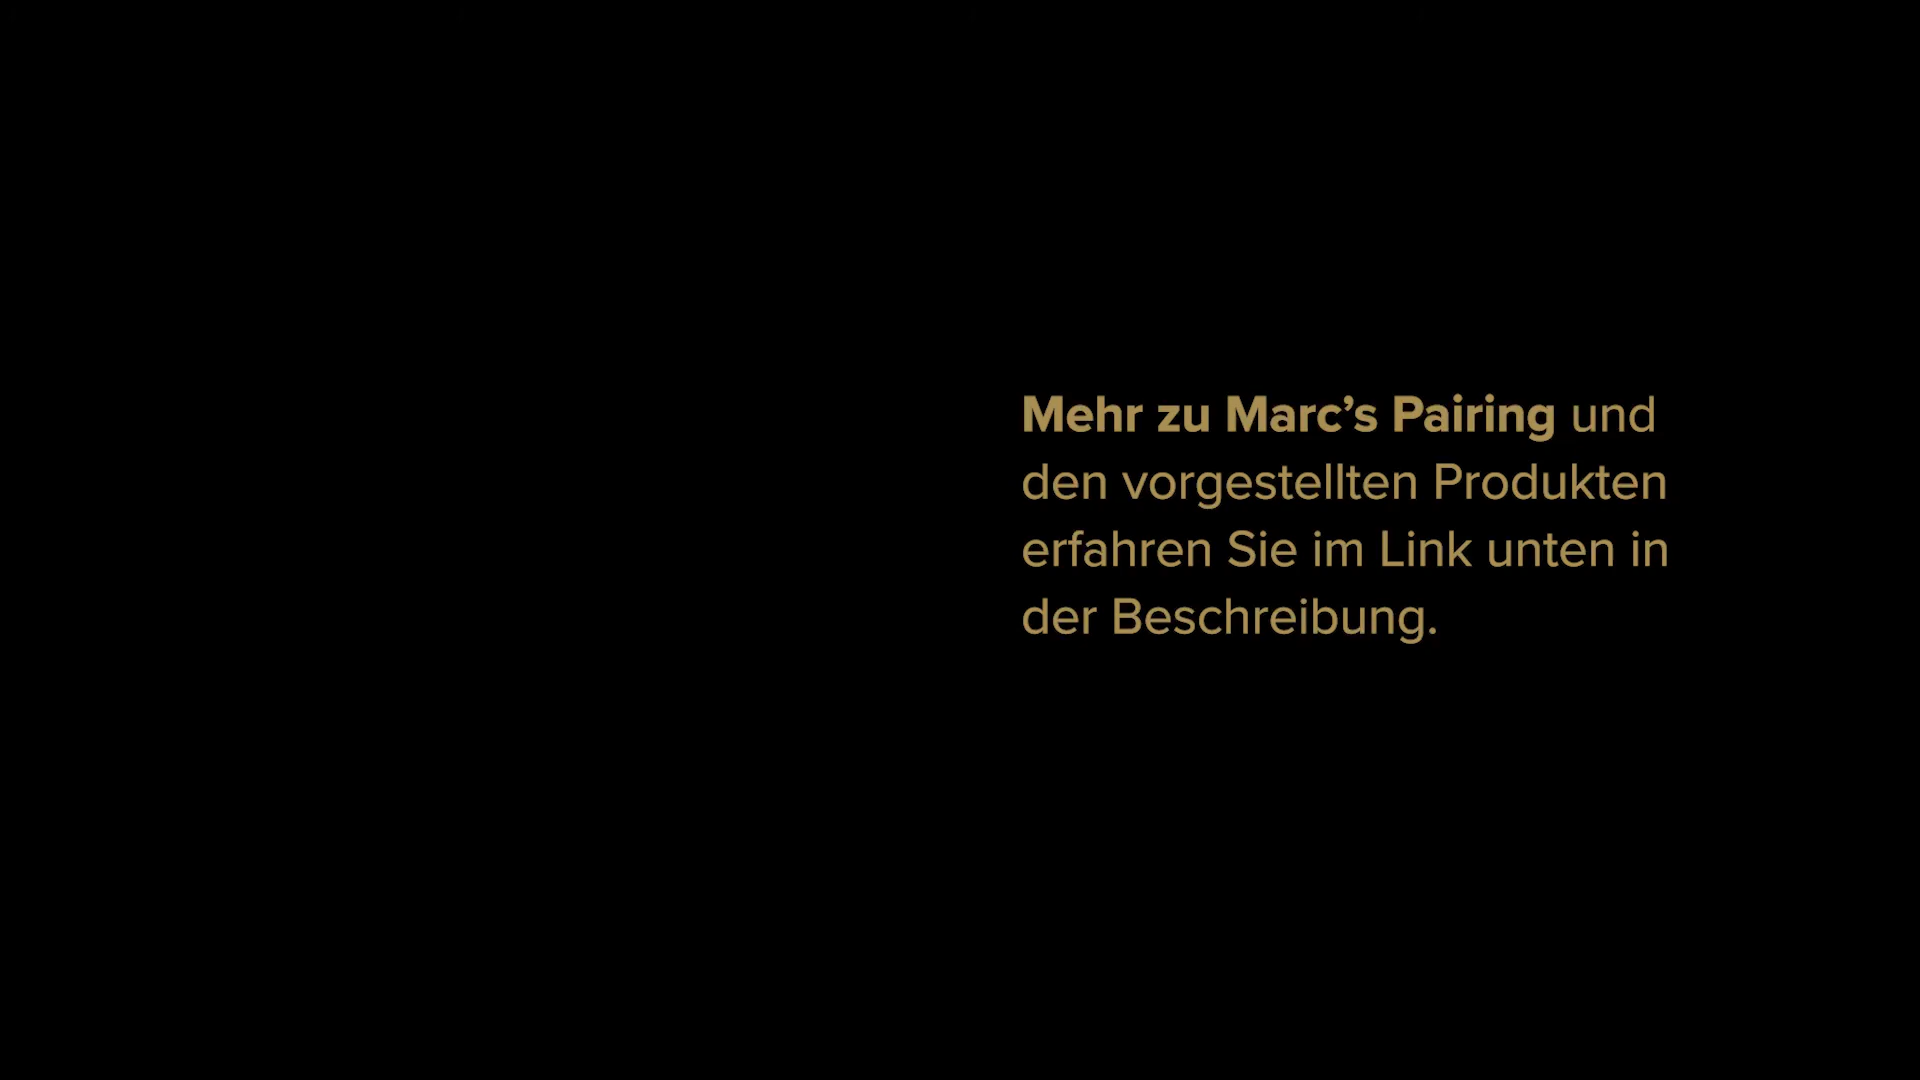 Mehr zu Marc’s Pairing und
den vorgestellten Produkten
erfahren Sie im Link unten in
der Beschreibung.